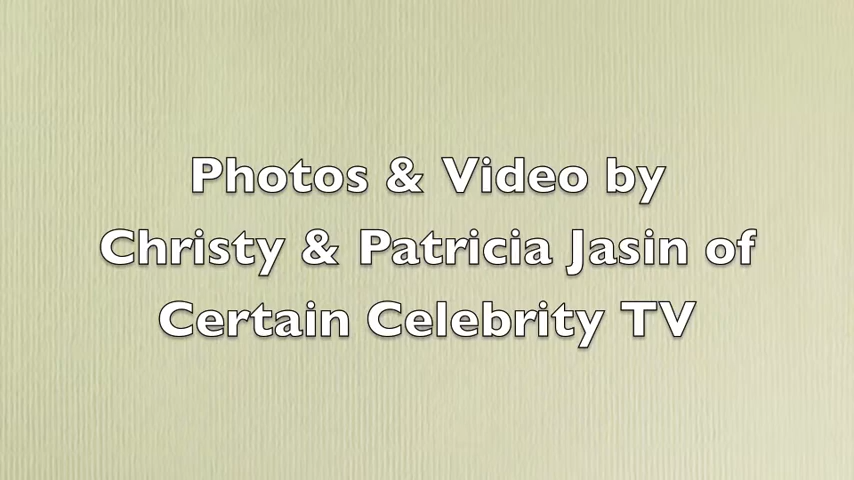 Photos & Video by
Christy & Patricia Jasin of
Certain Celebrity TV